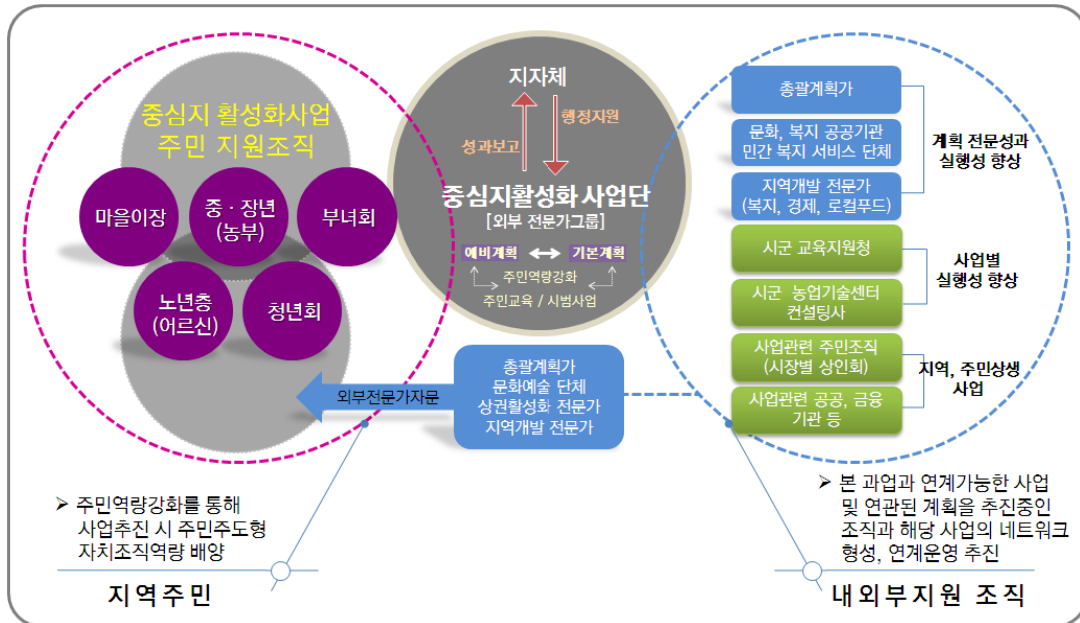 중심지 활성화사업
주민 지원조직
마을이장
중 · 장년
(농부)
부녀회
노년층
(어르신)
청년회
지자체
성과보고
행정지원
중심지활성화 사업단
[외부 전문가그룹]
예비계획
기본계획
주민역량강화
주민교육 / 시범사업
외부전문가자문
총괄계획가
문화예술 단체
상권활성화 전문가
지역개발 전문가
총괄계획가
문화, 복지 공공기관
민간 복지 서비스 단체
지역개발 전문가
(복지, 경제, 로컬푸드)
계획 전문성과
실행성 향상
시군 교육지원청
시군 농업기술센터
컨설팅사
사업별
실행성 향상
사업관련 주민조직
(시장별 상인회)
사업관련 공공, 금융
기관 등
지역, 주민상생
사업
➢ 주민역량강화를 통해
사업추진 시 주민주도형
자치조직역량 배양
지역주민
➢ 본 과업과 연계가능한 사업
및 연관된 계획을 추진중인
조직과 해당 사업의 네트워크
형성, 연계운영 추진
내외부지원 조직